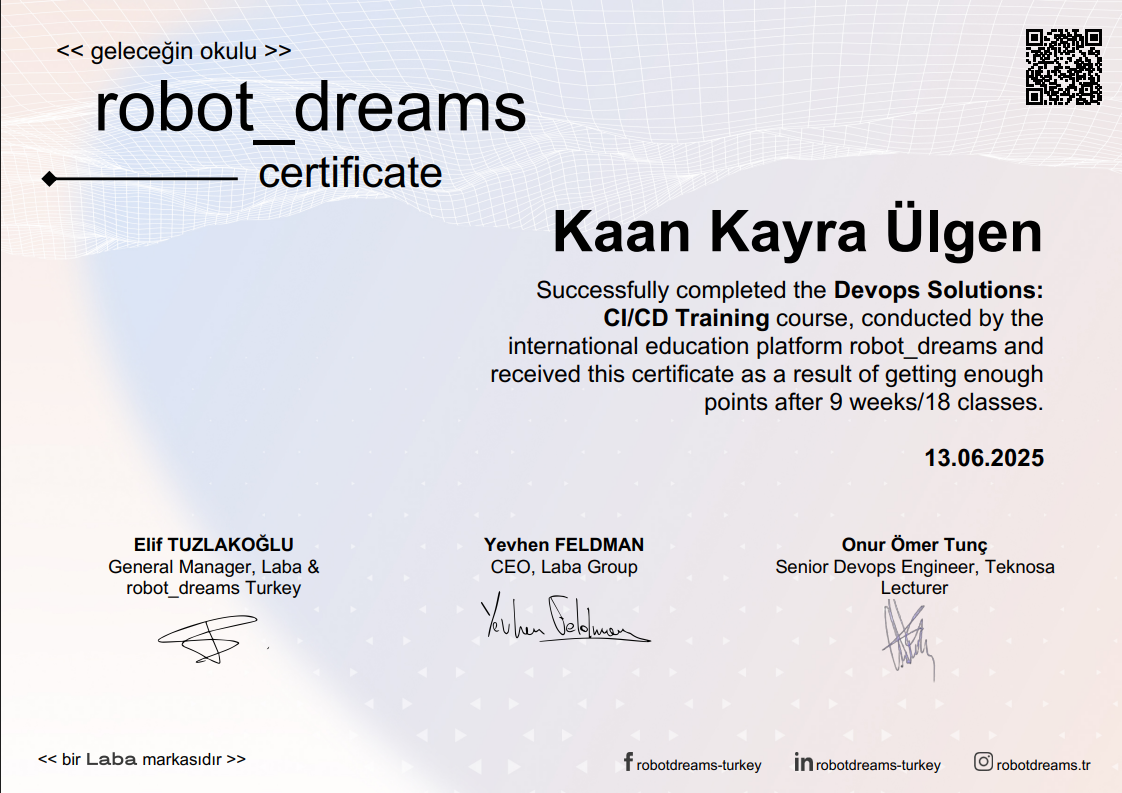 << geleceğin okulu >>
robot_dreams
certificate
Kaan Kayra Ülgen
Successfully completed the Devops Solutions:
CI/CD Training course, conducted by the
international education platform robot_dreams and
received this certificate as a result of getting enough
points after 9 weeks/18 classes.
13.06.2025
Elif TUZLAKOĞLU
General Manager, Laba &
robot_dreams Turkey
Yevhen FELDMAN
CEO, Laba Group
Yevhen Feldman
Onur Ömer Tunç
Senior Devops Engineer, Teknosa
Lecturer
<< bir Laba markasıdır >>
robotdreams-turkey
robotdreams-turkey
robotdreams.tr